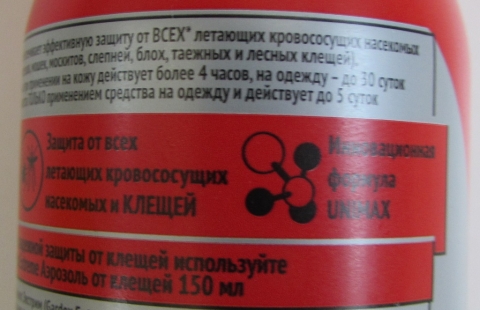 эффективную защиту от ВСЕХ* летающих кровососущих насекомых
мошек, москитов, слепней, блох, таежных и лесных клещей).
применении на кожу действует более 4 часов, на одежду – до 30 суток
применением средства на одежду и действует до 5 суток
Защита от всех
летающих кровососущих
насекомых и КЛЕЩЕЙ
Инновационная
формула
UNIMAX
защиты от клещей используйте
Аэрозоль от клещей 150 мл